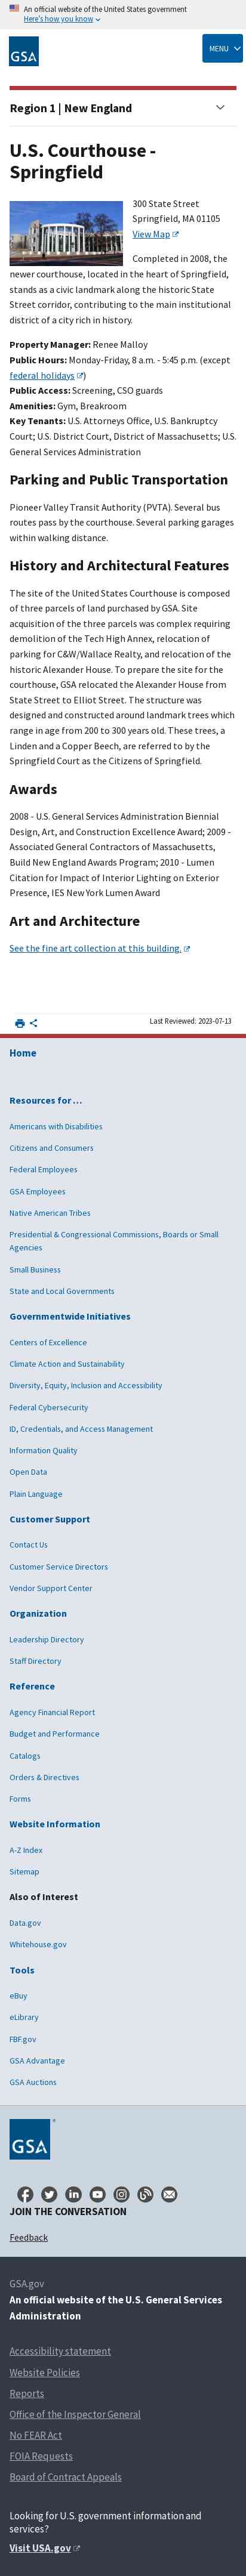 An official website of the United States government
Here's how you know
GSA
MENU
Region 1 | New England
U.S. Courthouse -
Springfield
300 State Street
Springfield, MA 01105
View Map
Completed in 2008, the
newer courthouse, located in the heart of Springfield,
stands as a civic landmark along the historic State
Street corridor, contributing to the municipal
district of a city rich in history.
Property Manager: Renee Malloy
Public Hours: Monday-Friday, 8 a.m. - 5:45 p.m. (except
federal holidays)
Public Access: Screening, CSO guards
Amenities: Gym, Breakroom
Key Tenants: U.S. Attorneys Office, U.S. Bankruptcy
Court; U.S. District Court, District of Massachusetts; U.S.
General Services Administration
Parking and Public Transportation
Pioneer Valley Transit Authority (PVTA). Several bus
routes pass by the courthouse. Several parking garages
within walking distance.
History and Architectural Features
The site of the United States Courthouse is composed
of three parcels of land purchased by GSA. Site
acquisition of the three parcels was complex requiring
demolition of the Tech High Annex, relocation of
parking for C&W/Wallace Realty, and relocation of the
historic Alexander House. To prepare the site for the
courthouse, GSA relocated the Alexander House from
State Street to Elliot Street. The structure was
designed and constructed around landmark trees which
range in age from 200 to 300 years old. These trees, a
Linden and a Copper Beech, are referred to by the
Springfield Court as the Citizens of Springfield.
Awards
2008 - U.S. General Services Administration Biennial
Design, Art, and Construction Excellence Award; 2009 -
Associated General Contractors of Massachusetts,
Build New England Awards Program; 2010 - Lumen
Citation for Impact of Interior Lighting on Exterior
Presence, IES New York Lumen Award
Art and Architecture
See the fine art collection at this building.
Last Reviewed: 2023-07-13
Home
Resources for …
Americans with Disabilities
Citizens and Consumers
Federal Employees
GSA Employees
Native American Tribes
Presidential & Congressional Commissions, Boards or Small
Agencies
Small Business
State and Local Governments
Governmentwide Initiatives
Centers of Excellence
Climate Action and Sustainability
Diversity, Equity, Inclusion and Accessibility
Federal Cybersecurity
ID, Credentials, and Access Management
Information Quality
Open Data
Plain Language
Customer Support
Contact Us
Customer Service Directors
Vendor Support Center
Organization
Leadership Directory
Staff Directory
Reference
Agency Financial Report
Budget and Performance
Catalogs
Orders & Directives
Forms
Website Information
A-Z Index
Sitemap
Also of Interest
Data.gov
Whitehouse.gov
Tools
eBuy
eLibrary
FBF.gov
GSA Advantage
GSA Auctions
GSA
JOIN THE CONVERSATION
Feedback
GSA.gov
An official website of the U.S. General Services
Administration
Accessibility statement
Website Policies
Reports
Office of the Inspector General
No FEAR Act
FOIA Requests
Board of Contract Appeals
Looking for U.S. government information and
services?
Visit USA.gov